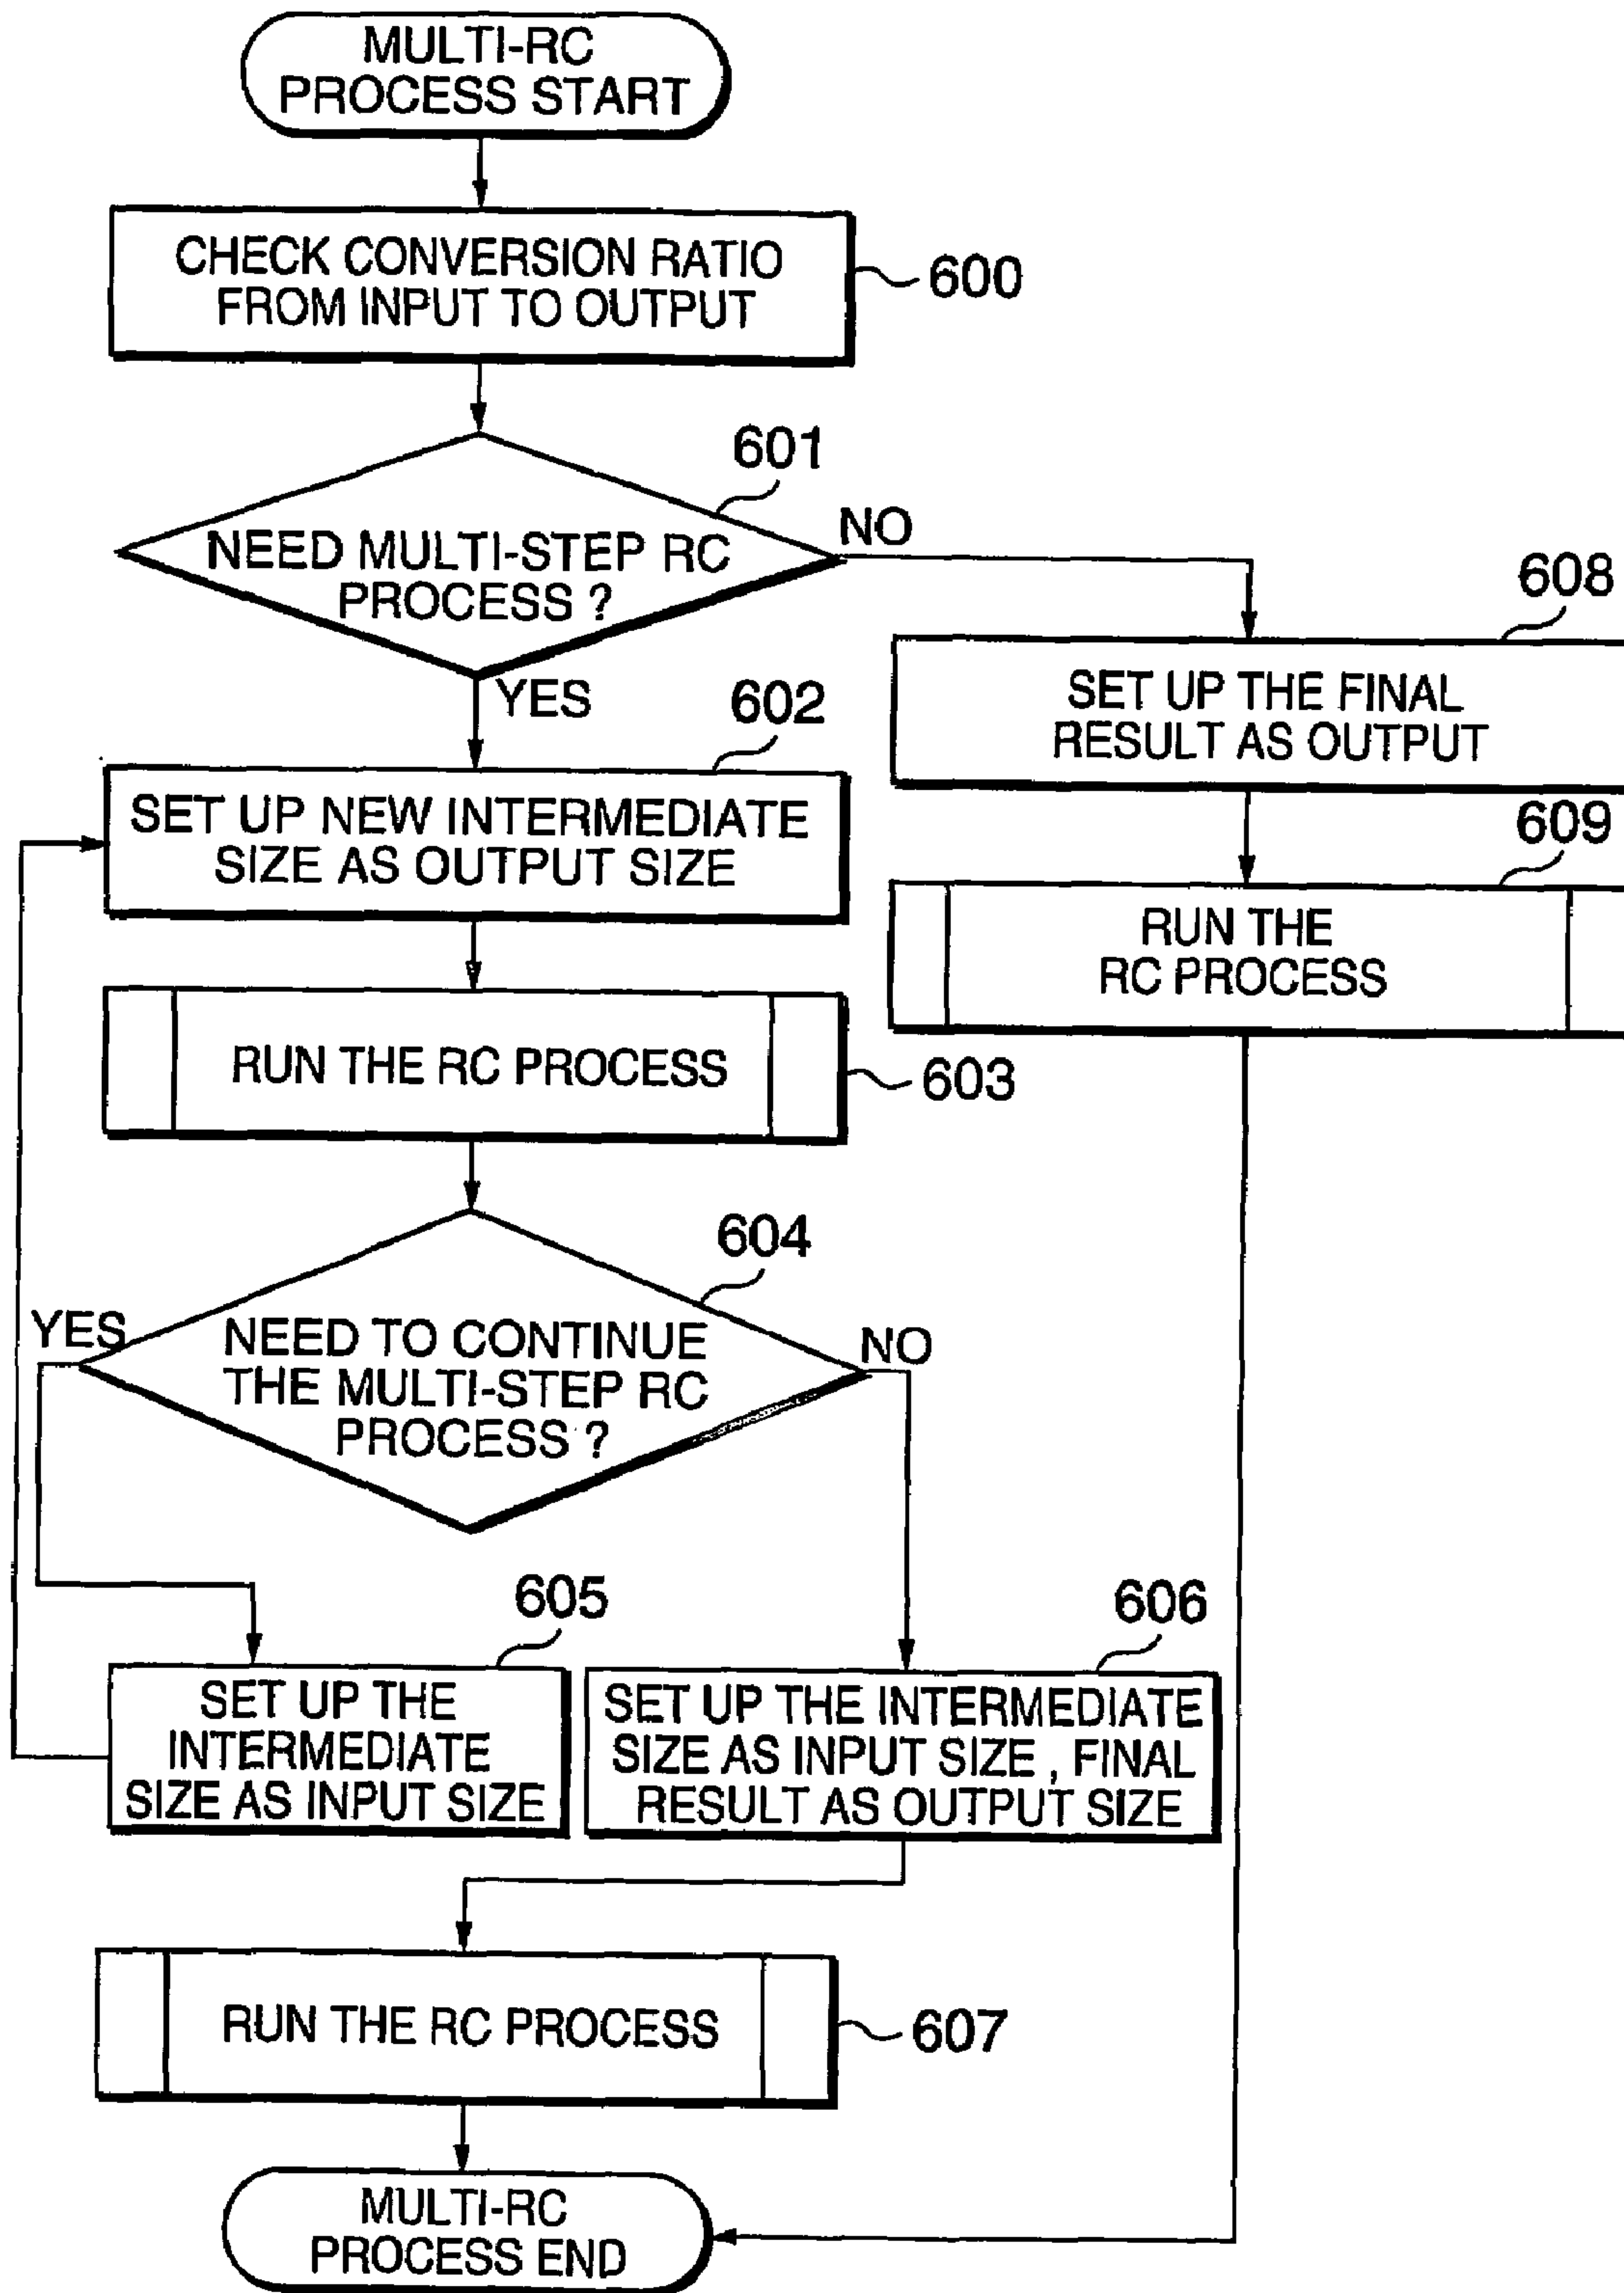 MULTI-RC
PROCESS START
CHECK CONVERSION RATIO
FROM INPUT TO OUTPUT
600
601
NEED MULTI-STEP RC
PROCESS ?
NO
YES
608
SET UP THE FINAL
RESULT AS OUTPUT
602
SET UP NEW INTERMEDIATE
SIZE AS OUTPUT SIZE
609
RUN THE
RC PROCESS
RUN THE RC PROCESS
603
604
YES
NEED TO CONTINUE
THE MULTI-STEP RC
PROCESS ?
NO
605
SET UP THE
INTERMEDIATE
SIZE AS INPUT SIZE
606
SET UP THE INTERMEDIATE
SIZE AS INPUT SIZE , FINAL
RESULT AS OUTPUT SIZE
RUN THE RC PROCESS
607
MULTI-RC
PROCESS END